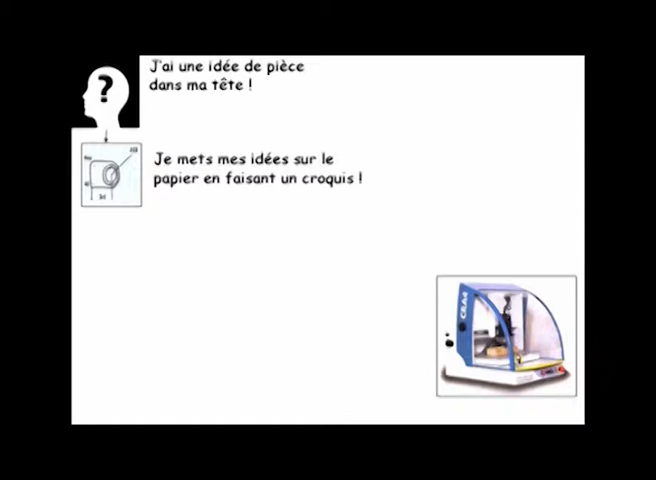 J'ai une idée de pièce
dans ma tête !
?
Je mets mes idées sur le
papier en faisant un croquis !